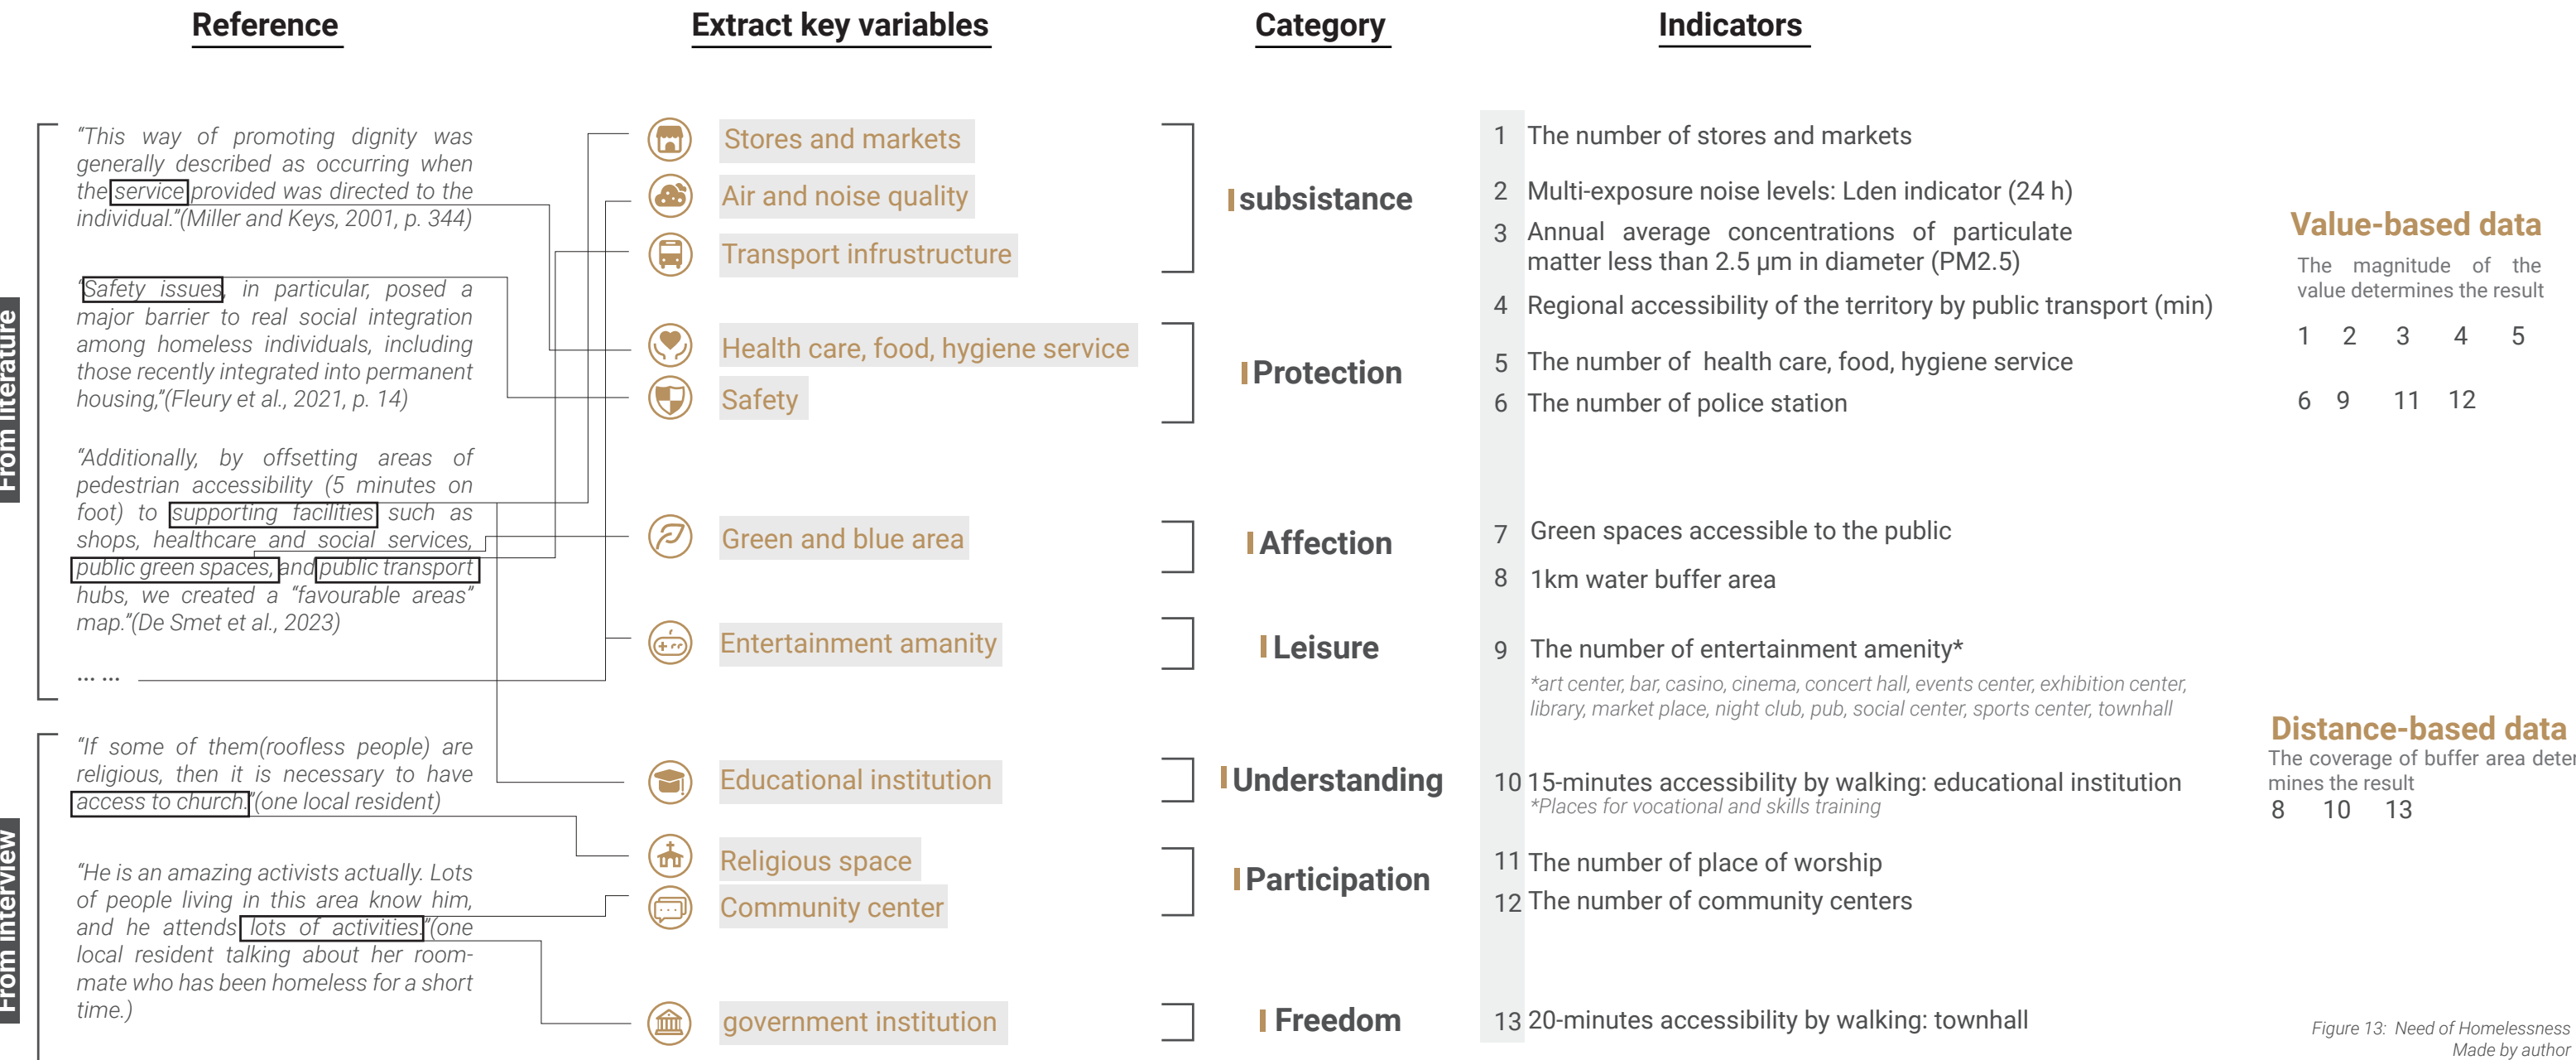 Reference
Extract key variables
Category
Indicators
From literature
“This way of promoting dignity was
generally described as occurring when
the service provided was directed to the
individual.”(Miller and Keys, 2001, p. 344)
“Safety issues, in particular, posed a
major barrier to real social integration
among homeless individuals, including
those recently integrated into permanent
housing,”(Fleury et al., 2021, p. 14)
“Additionally, by offsetting areas of
pedestrian accessibility (5 minutes on
foot) to supporting facilities such as
shops, healthcare and social services,
public green spaces, and public transport
hubs, we created a “favourable areas”
map.”(De Smet et al., 2023)
... ...
From interview
“If some of them(roofless people) are
religious, then it is necessary to have
access to church.”(one local resident)
“He is an amazing activists actually. Lots
of people living in this area know him,
and he attends lots of activities.”(one
local resident talking about her room-
mate who has been homeless for a short
time.)
Stores and markets
Air and noise quality
Transport infrustructure
Health care, food, hygiene service
Safety
Green and blue area
Entertainment amanity
Educational institution
Religious space
Community center
government institution
subsistance
Protection
Affection
Leisure
Understanding
Participation
Freedom
1 The number of stores and markets
2 Multi-exposure noise levels: Lden indicator (24 h)
3 Annual average concentrations of particulate
matter less than 2.5 µm in diameter (PM2.5)
4 Regional accessibility of the territory by public transport (min)
5 The number of health care, food, hygiene service
6 The number of police station
7 Green spaces accessible to the public
8 1km water buffer area
9 The number of entertainment amenity*
*art center, bar, casino, cinema, concert hall, events center, exhibition center,
library, market place, night club, pub, social center, sports center, townhall
10 15-minutes accessibility by walking: educational institution
*Places for vocational and skills training
11 The number of place of worship
12 The number of community centers
13 20-minutes accessibility by walking: townhall
Value-based data
The magnitude of the
value determines the result
1 2 3 4 5
6 9 11 12
Distance-based data
The coverage of buffer area deter
mines the result
8 10 13
Figure 13: Need of Homelessness
Made by author